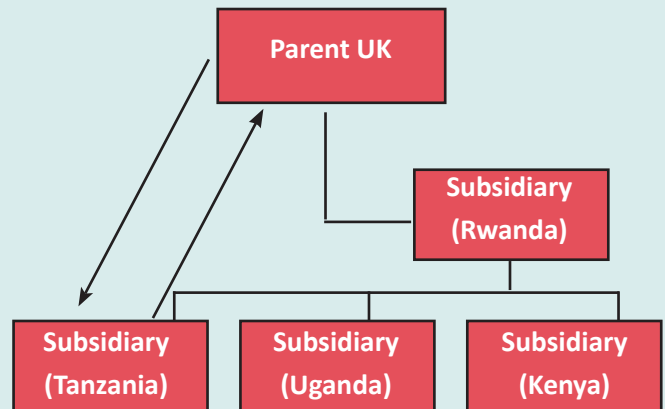 Parent UK
Subsidiary
(Rwanda)
Subsidiary
(Tanzania)
Subsidiary
(Uganda)
Subsidiary
(Kenya)